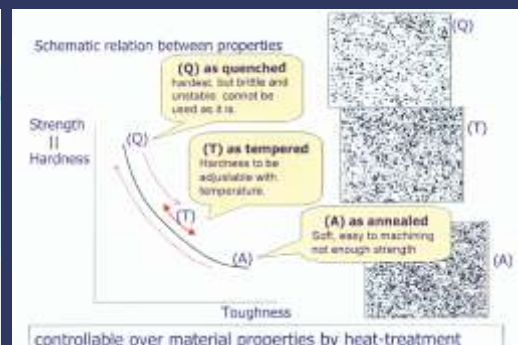 Schematic relation between properties
(Q)
(Q) as quenched
hardest, but brittle and
unstable cannot be
used as it is.
Strength
||
Hardness
(Q)
(T)
(T) as tempered
Hardness to be
adjustable with
temperature.
(T)
(A) as annealed
Soft, easy to machining
not enough strength
(A)
(A)
Toughness
controllable over material properties by heat-treatment